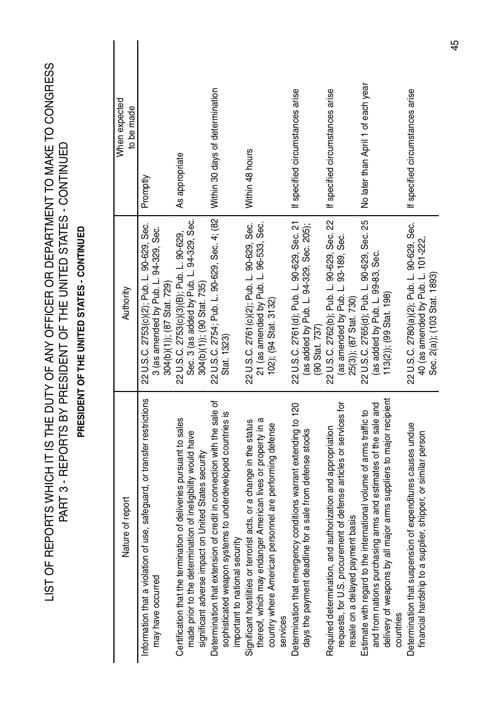 LIST OF REPORTS WHICH IT IS THE DUTY OF ANY OFFICER OR DEPARTMENT TO MAKE TO CONGRESS
PART 3 - REPORTS BY PRESIDENT OF THE UNITED STATES - CONTINUED
PRESIDENT OF THE UNITED STATES - CONTINUED
Nature of report
Authority
When expected
to be made
Information that a violation of use, safeguard, or transfer restrictions
may have occurred
22 U.S.C. 2753(c)(2); Pub. L. 90-629, Sec.
3 (as amended by Pub. L. 94-329, Sec.
304(b)(1)); (87 Stat. 729)
Promptly
Certification that the termination of deliveries pursuant to sales
made prior to the determination of ineligibility would have
significant adverse impact on United States security
22 U.S.C. 2753(c)(3)(B); Pub. L. 90-629,
Sec. 3 (as added by Pub. L. 94-329, Sec.
304(b)(1)); (90 Stat. 735)
As appropriate
Determination that extension of credit in connection with the sale of
sophisticated weapon systems to underdeveloped countries is
important to national security
22 U.S.C. 2754; Pub. L. 90-629, Sec. 4; (82
Stat. 1323)
Within 30 days of determination
Significant hostilities or terrorist acts, or a change in the status
thereof, which may endanger American lives or property in a
country where American personnel are performing defense
services
22 U.S.C. 2761(c)(2); Pub. L. 90-629, Sec.
21 (as amended by Pub. L. 96-533, Sec.
102); (94 Stat. 3132)
Within 48 hours
Determination that emergency conditions warrant extending to 120
days the payment deadline for a sale from defense stocks
22 U.S.C. 2761(d); Pub. L. 90-629, Sec. 21
(as added by Pub. L. 94-329, Sec. 205);
(90 Stat. 737)
If specified circumstances arise
Required determination, and authorization and appropriation
requests, for U.S. procurement of defense articles or services for
resale on a delayed payment basis
22 U.S.C. 2762(b); Pub. L. 90-629, Sec. 22
(as amended by Pub. L. 93-189, Sec.
25(3)); (87 Stat. 730)
If specified circumstances arise
Estimate with regard to the international volume of arms traffic to
and from nations purchasing arms and estimates of the sale and
delivery of weapons by all major arms suppliers to major recipient
countries
22 U.S.C. 2765(d); Pub. L. 90-629, Sec. 25
(as added by Pub. L. 99-83, Sec.
113(2)); (99 Stat. 198)
No later than April 1 of each year
Determination that suspension of expenditures causes undue
financial hardship to a supplier, shipper, or similar person
22 U.S.C. 2780(a)(2); Pub. L. 90-629, Sec.
40 (as amended by Pub. L. 101-222,
Sec. 2(a)); (103 Stat. 1893)
If specified circumstances arise
45